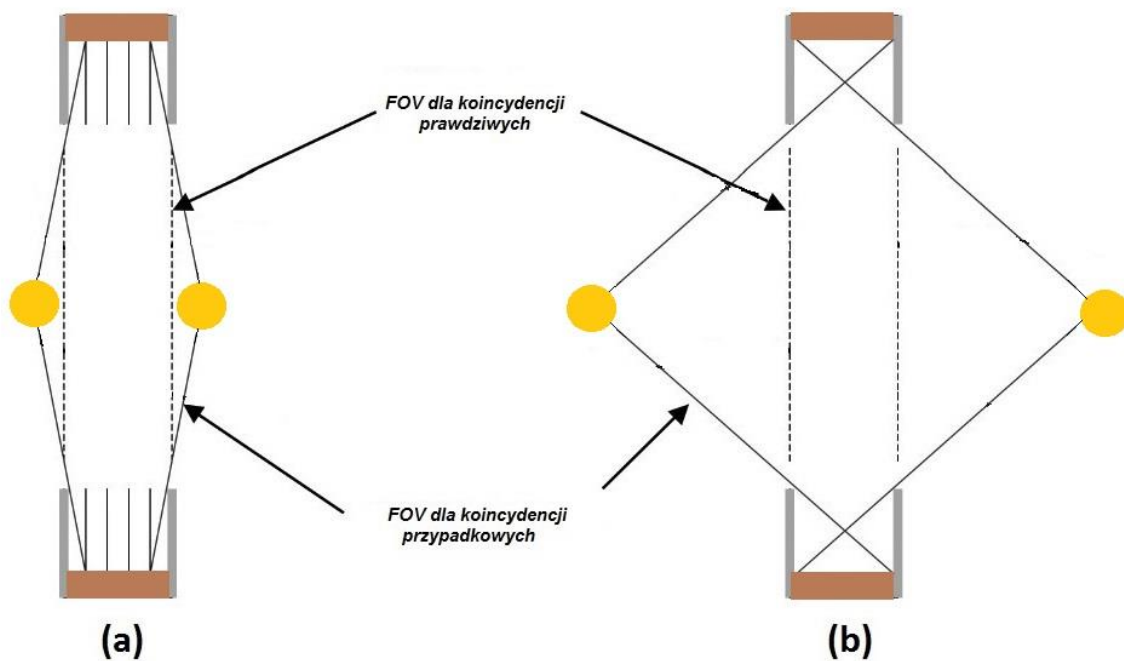 FOV dla koincydencji
prawdziwych
FOV dla koincydencji
przypadkowych
(a)
(b)